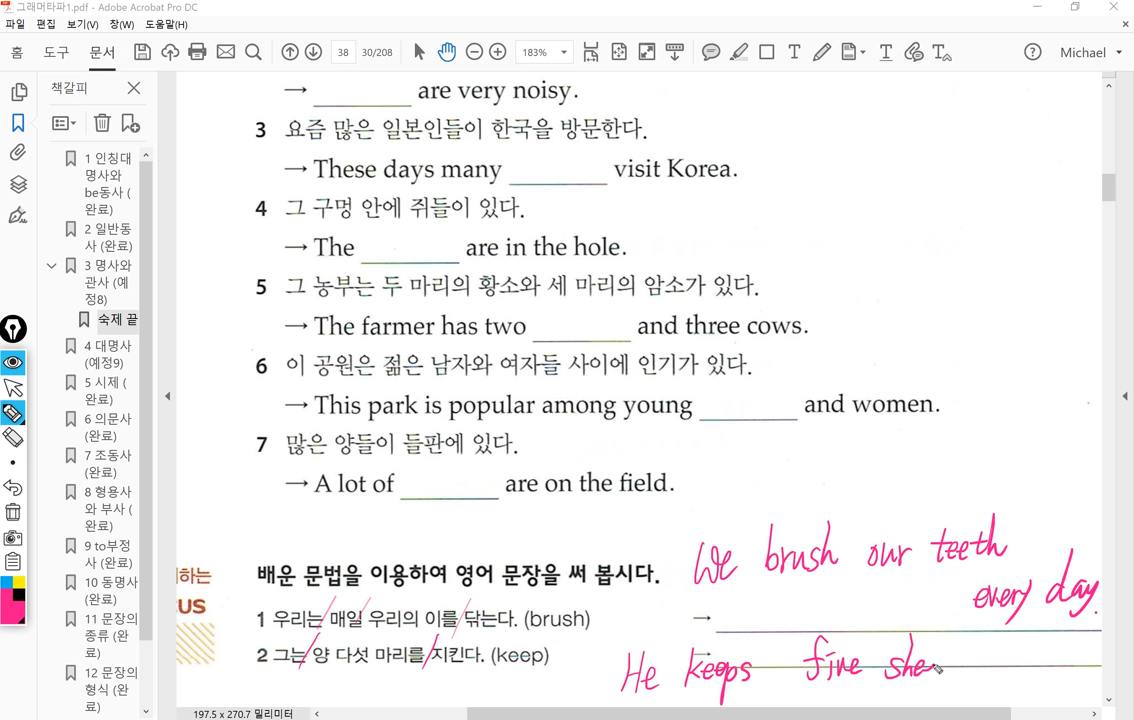 그래머타파1.pdf - Adobe Acrobat Pro DC
파일 편집 보기(V) 창(W) 도움말(H)
홈 도구 문서 38 30/208 183% Michael
책갈피
1 인칭대
명사와
be동사 (
완료)
2 일반동
사 (완료)
3 명사와
관사 (예
정8)
숙제 끝
4 대명사
(예정9)
5 시제 (
완료)
6 의문사
(완료)
7 조동사
(완료)
8 형용사
와 부사 (
완료)
9 to부정
사 (완료)
10 동명사
(완료)
11 문장의
종류 (완
료)
12 문장의
형식 (완
료)
→ ________ are very noisy.
3 요즘 많은 일본인들이 한국을 방문한다.
→ These days many ________ visit Korea.
4 그 구멍 안에 쥐들이 있다.
→ The ________ are in the hole.
5 그 농부는 두 마리의 황소와 세 마리의 암소가 있다.
→ The farmer has two ________ and three cows.
6 이 공원은 젊은 남자와 여자들 사이에 인기가 있다.
→ This park is popular among young ________ and women.
7 많은 양들이 들판에 있다.
→ A lot of ________ are on the field.
하는
US
배운 문법을 이용하여 영어 문장을 써 봅시다.
We brush our teeth
every day.
1 우리는 매일 우리의 이를 닦는다. (brush) →
2 그는 양 다섯 마리를 지킨다. (keep) →
He keeps five she
197.5 x 270.7 밀리미터